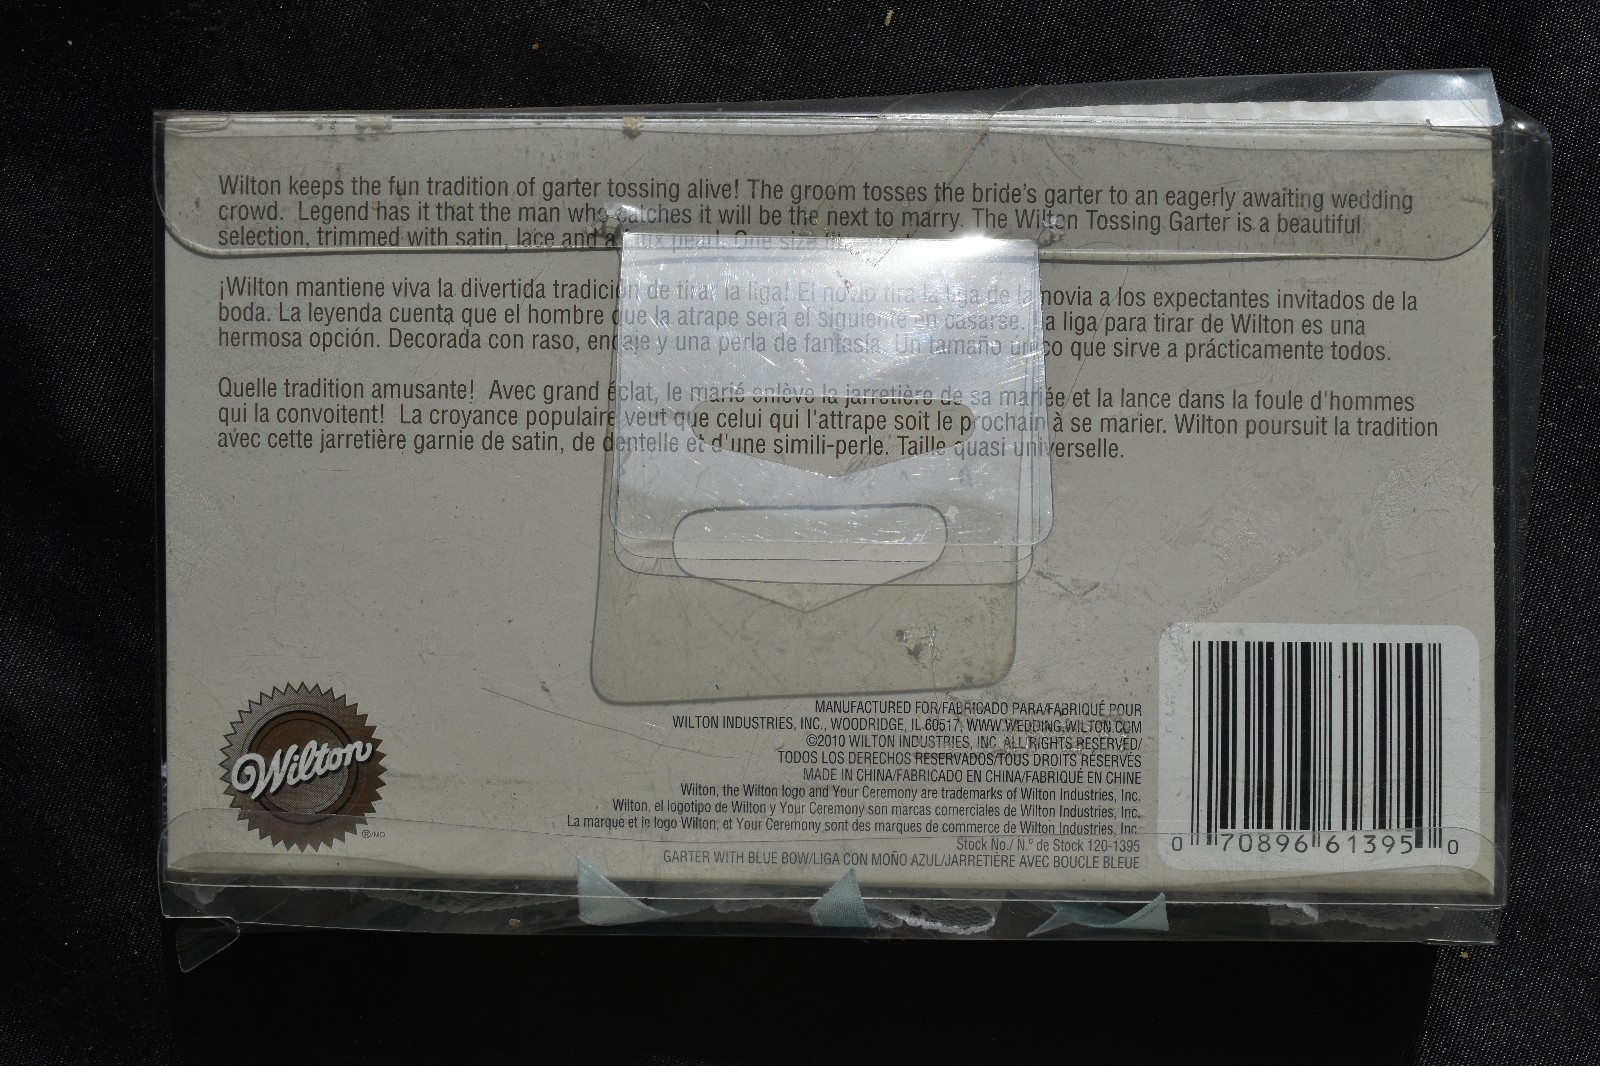 Wilton keeps the fun tradition of garter tossing alive! The groom tosses the bride's garter to an eagerly awaiting wedding
crowd. Legend has it that the man who catches it will be the next to marry. The Wilton Tossing Garter is a beautiful
selection, trimmed with satin, lace and a faux pearl. One size
¡Wilton mantiene viva la divertida tradición de tirar la liga! El novio tira la liga de la novia a los expectantes invitados de la
boda. La leyenda cuenta que el hombre que la atrape será el siguiente en casarse. La liga para tirar de Wilton es una
hermosa opción. Decorada con raso, encaje y una perla de fantasía. Un tamaño único que sirve a prácticamente todos.
Quelle tradition amusante! Avec grand éclat, le marié enlève la jarretière de sa mariée et la lance dans la foule d'hommes
qui la convoitent! La croyance populaire veut que celui qui l'attrape soit le prochain à se marier. Wilton poursuit la tradition
avec cette jarretière garnie de satin, de dentelle et d'une simili-perle. Taille quasi universelle.
MANUFACTURED FOR/FABRICADO PARA/FABRIQUÉ POUR
WILTON INDUSTRIES, INC., WOODRIDGE, IL 60517, WWW.WEDDING.WILTON.COM
©2010 WILTON INDUSTRIES, INC. ALL RIGHTS RESERVED/
TODOS LOS DERECHOS RESERVADOS/TOUS DROITS RÉSERVÉS
MADE IN CHINA/FABRICADO EN CHINA/FABRIQUÉ EN CHINE
Wilton, the Wilton logo and Your Ceremony are trademarks of Wilton Industries, Inc.
Wilton, el logotipo de Wilton y Your Ceremony son marcas comerciales de Wilton Industries, Inc.
La marque et le logo Wilton, et Your Ceremony sont des marques de commerce de Wilton Industries, Inc.
Stock No./ N.º de Stock 120-1395
GARTER WITH BLUE BOW/LIGA CON MOÑO AZUL/JARRETIÈRE AVEC BOUCLE BLEUE
Wilton
®/MD
0 70896 61395 0